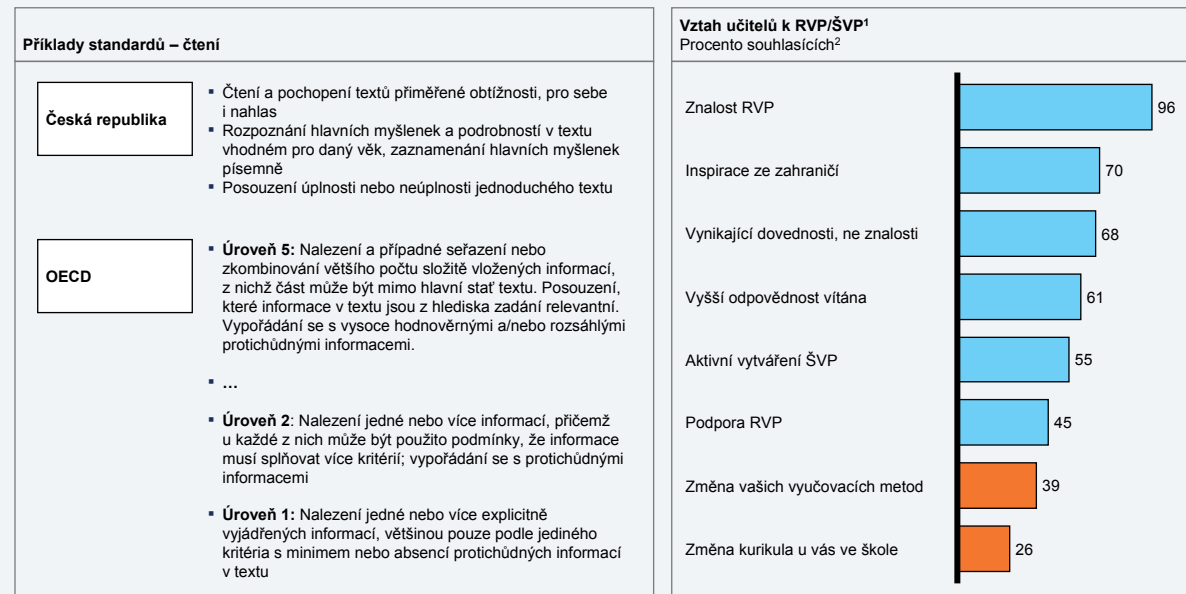 Příklady standardů – čtení
Česká republika
▪ Čtení a pochopení textů přiměřené obtížnosti, pro sebe
i nahlas
▪ Rozpoznání hlavních myšlenek a podrobností v textu
vhodném pro daný věk, zaznamenání hlavních myšlenek
písemně
▪ Posouzení úplnosti nebo neúplnosti jednoduchého textu
OECD
▪ Úroveň 5: Nalezení a případné seřazení nebo
zkombinování většího počtu složitě vložených informací,
z nichž část může být mimo hlavní stať textu. Posouzení,
které informace v textu jsou z hlediska zadání relevantní.
Vypořádání se s vysoce hodnověrnými a/nebo rozsáhlými
protichůdnými informacemi.
▪ …
▪ Úroveň 2: Nalezení jedné nebo více informací, přičemž
u každé z nich může být použito podmínky, že informace
musí splňovat více kritérií; vypořádání se s protichůdnými
informacemi
▪ Úroveň 1: Nalezení jedné nebo více explicitně
vyjádřených informací, většinou pouze podle jediného
kritéria s minimem nebo absencí protichůdných informací
v textu
Vztah učitelů k RVP/ŠVP¹
Procento souhlasících²
Znalost RVP 96
Inspirace ze zahraničí 70
Vynikající dovednosti, ne znalosti 68
Vyšší odpovědnost vítána 61
Aktivní vytváření ŠVP 55
Podpora RVP 45
Změna vašich vyučovacích metod 39
Změna kurikula u vás ve škole 26